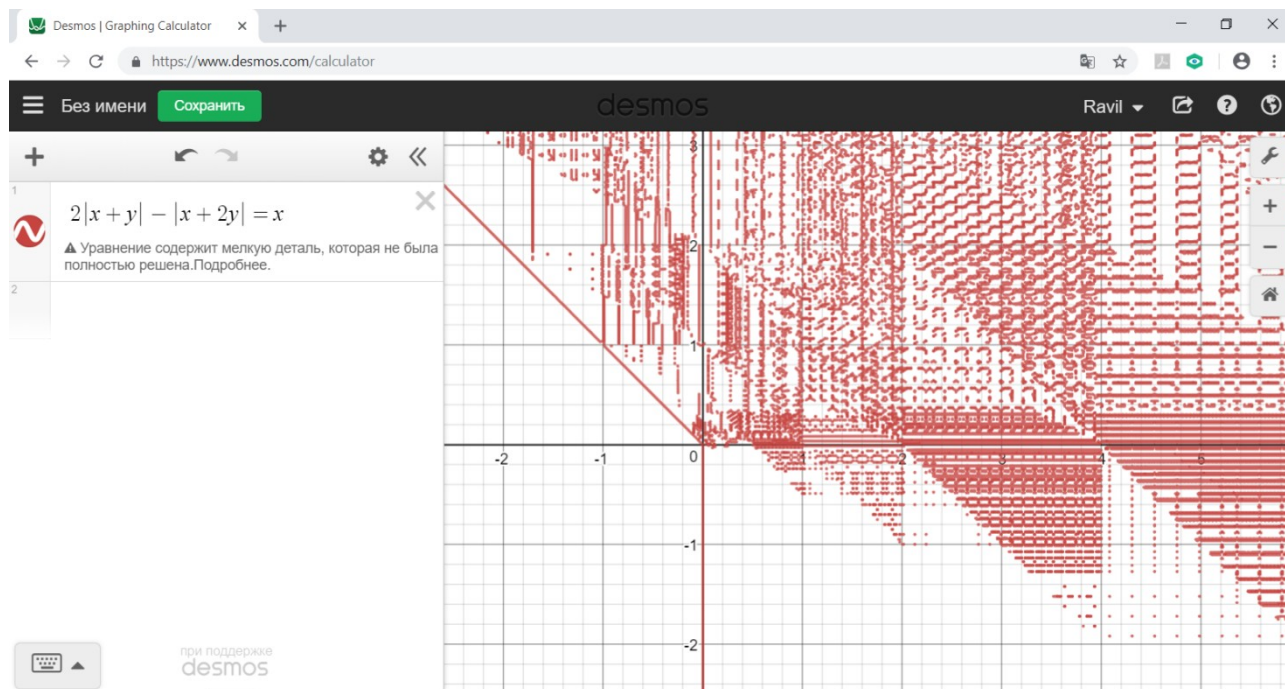 Desmos | Graphing Calculator
https://www.desmos.com/calculator
Без имени Сохранить desmos Ravil
1
2|x + y| − |x + 2y| = x
Уравнение содержит мелкую деталь, которая не была
полностью решена.Подробнее.
2
3
2
1
-2 -1 0 1 2 3 4 5
-1
-2
при поддержке
desmos